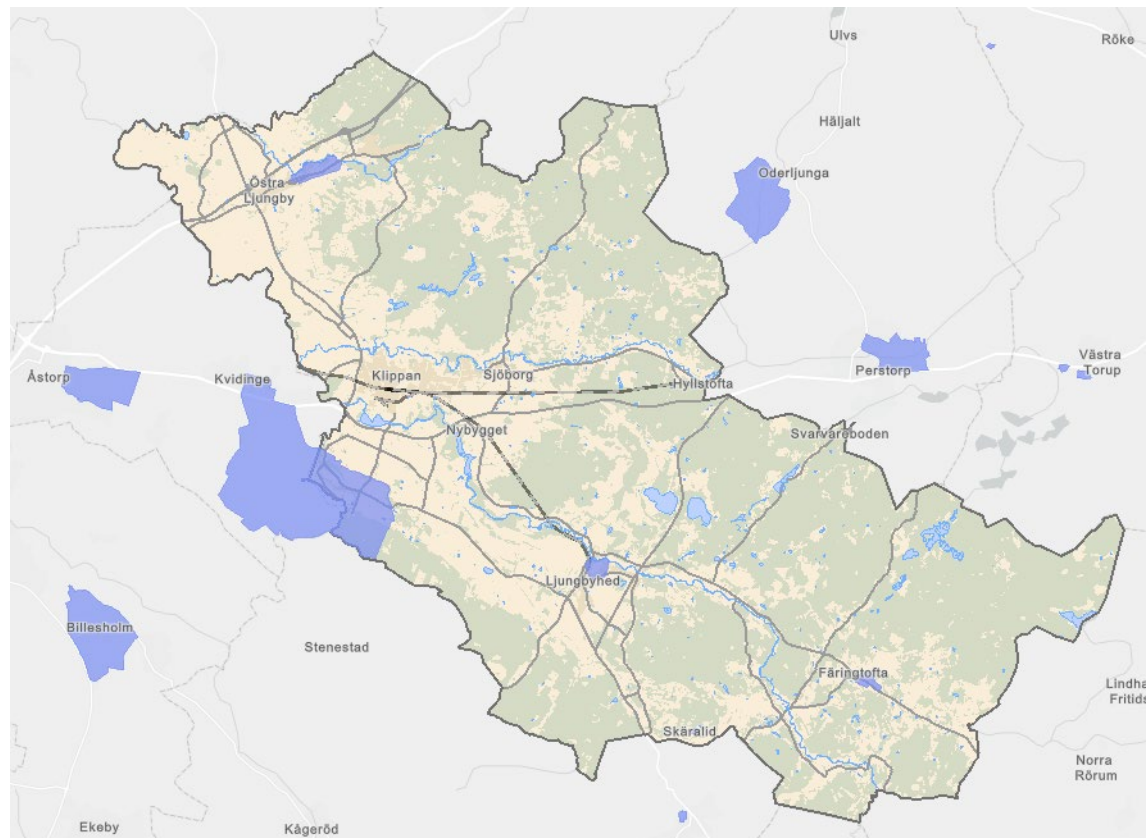 Ulvs
Röke
Häljalt
Oderljunga
Östra
Ljungby
Åstorp
Kvidinge
Klippan
Sjöborg
Hyllstofta
Perstorp
Västra
Torup
Nybygget
Svarvareboden
Ljungbyhed
Billesholm
Stenestad
Färingtofta
Lindha
Fritids
Skäralid
Norra
Rörum
Ekeby
Kågeröd